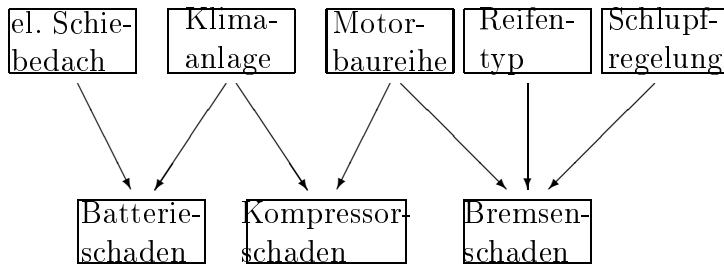 el. Schie-
bedach
Klima-
anlage
Motor-
baureihe
Reifen-
typ
Schlupf-
regelung
Batterie-
schaden
Kompressor-
schaden
Bremsen-
schaden